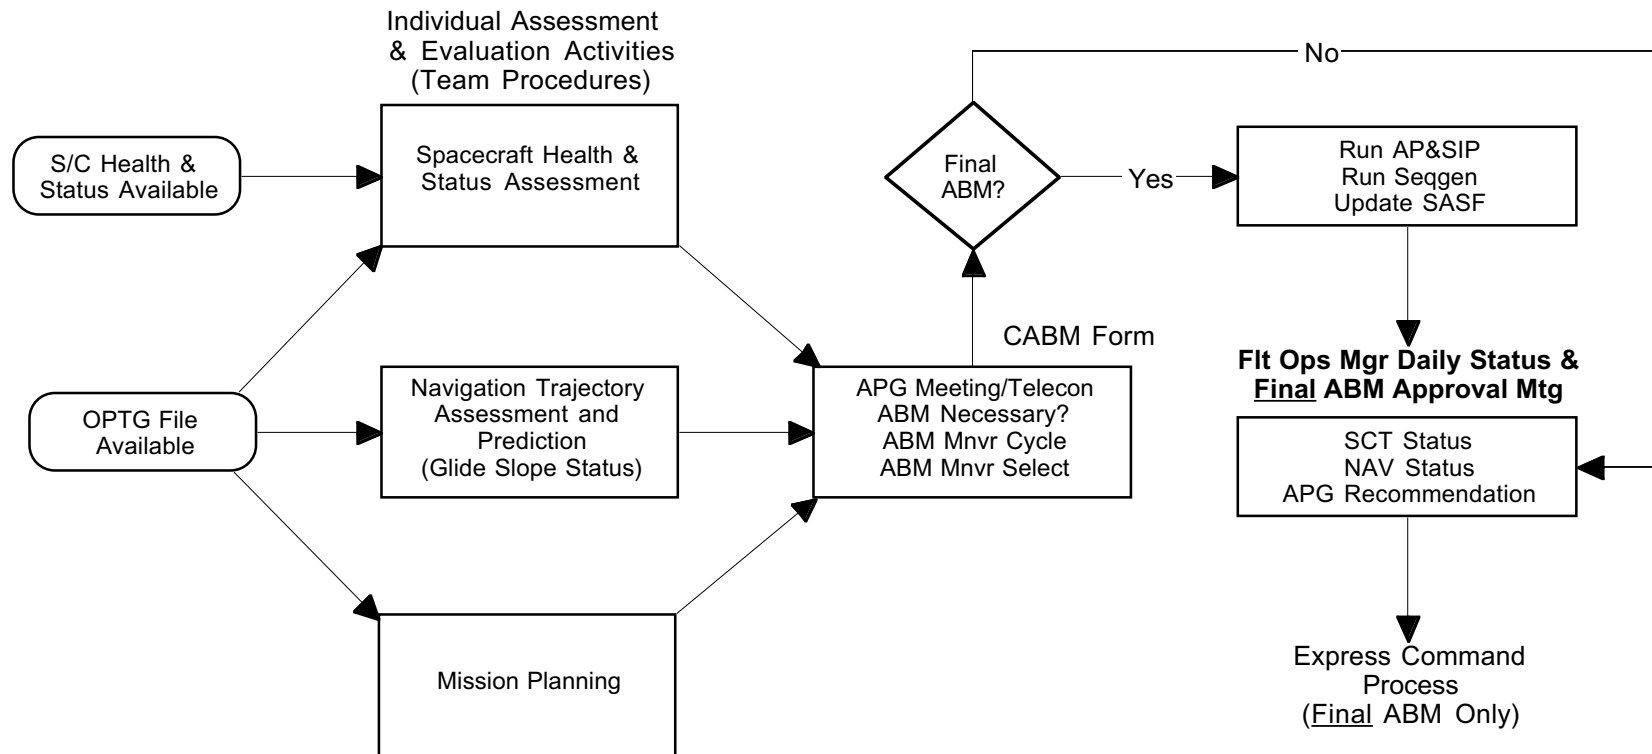 Individual Assessment
& Evaluation Activities
(Team Procedures)
S/C Health &
Status Available
Spacecraft Health &
Status Assessment
OPTG File
Available
Navigation Trajectory
Assessment and
Prediction
(Glide Slope Status)
Mission Planning
CABM Form
APG Meeting/Telecon
ABM Necessary?
ABM Mnvr Cycle
ABM Mnvr Select
Final
ABM?
No
Yes
Run AP&SIP
Run Seqgen
Update SASF
Flt Ops Mgr Daily Status &
Final ABM Approval Mtg
SCT Status
NAV Status
APG Recommendation
Express Command
Process
(Final ABM Only)